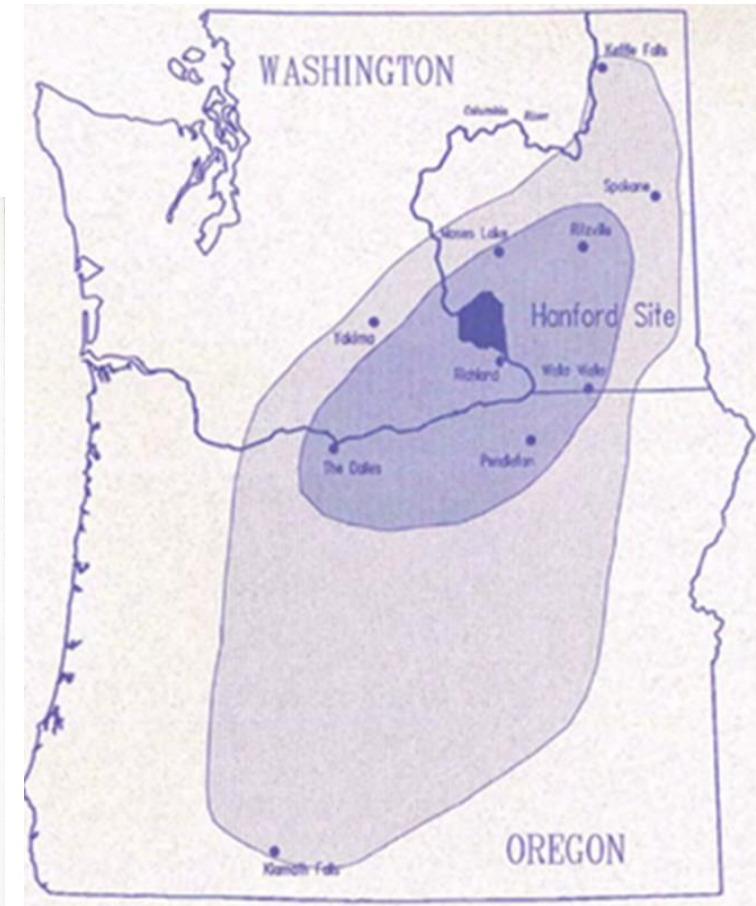 Kettle Falls
WASHINGTON
Columbia River
Spokane
Moses Lake
Ritzville
Hanford Site
Yakima
Richland
Walla Walla
The Dalles
Pendleton
OREGON
Klamath Falls